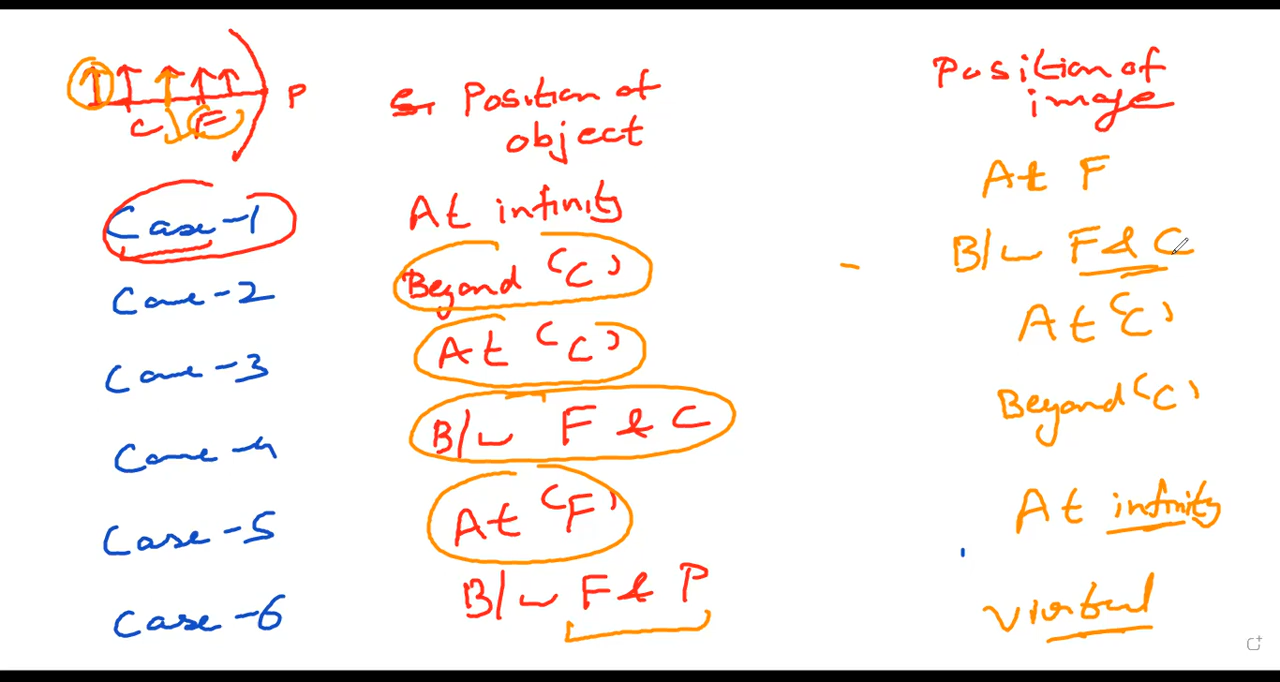 P
C F
S. Position of
object
Position of
image
Case-1 At infinity At F
Case-2 Beyond (C) B/w F & C
Case-3 At (C) At (C)
Case-4 B/w F & C Beyond (C)
Case-5 At (F) At infinity
Case-6 B/w F & P Virtual